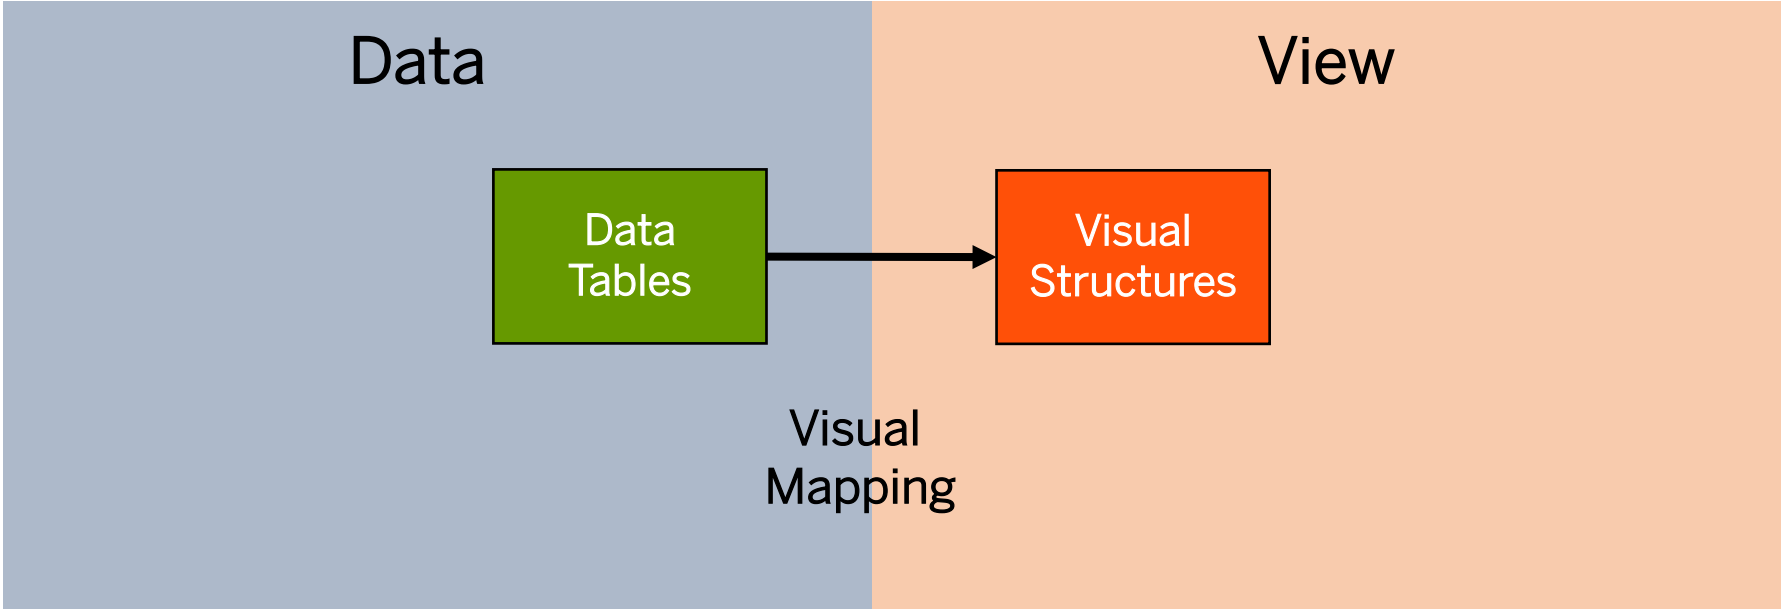 Data
View
Data
Tables
Visual
Structures
Visual
Mapping